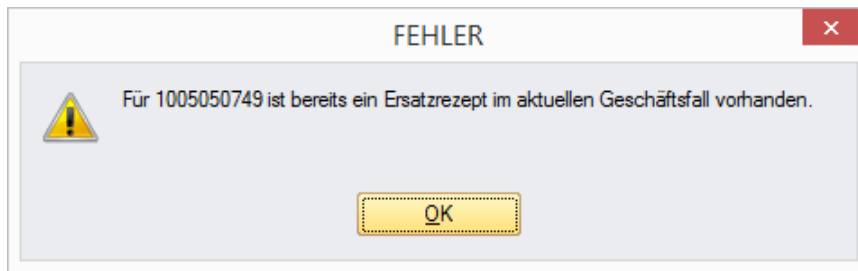 FEHLER
Für 1005050749 ist bereits ein Ersatzrezept im aktuellen Geschäftsfall vorhanden.
OK